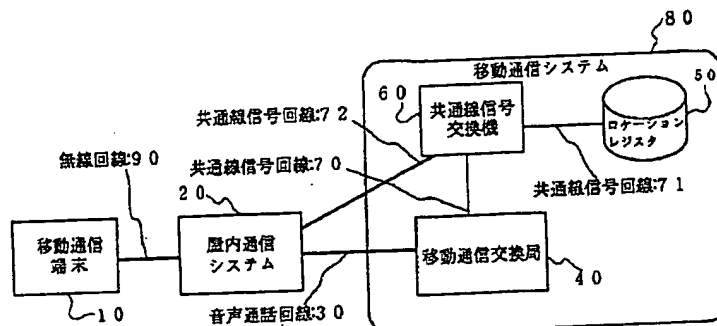 80
移動通信システム
60
50
共通線信号
交換機
ロケーション
レジスタ
共通線信号回線:72
共通線信号回線:70
共通線信号回線:71
無線回線:90
20
移動通信
端末
構内通信
システム
移動通信交換局
10
音声通話回線:30
40